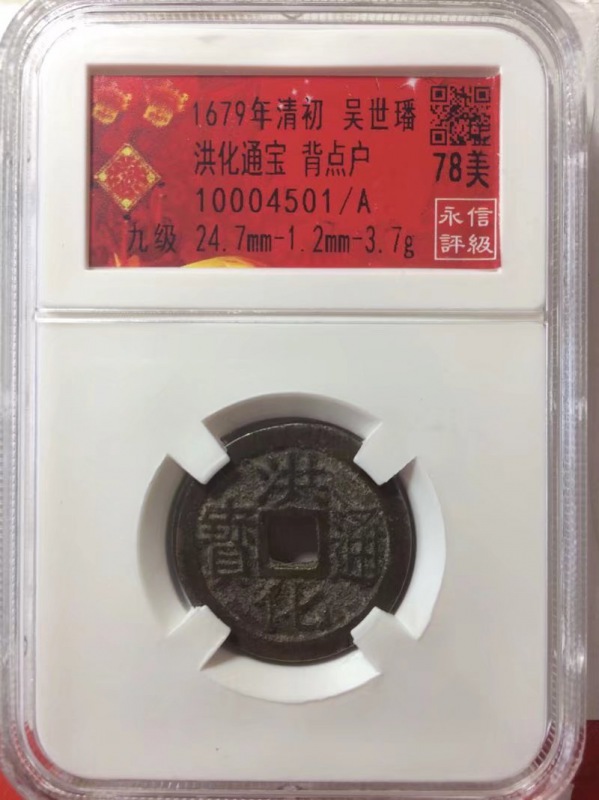 1679年清初 吴世璠
洪化通宝 背点户
78美
10004501/A
九级 24.7mm-1.2mm-3.7g
永信
評級
洪化通寶